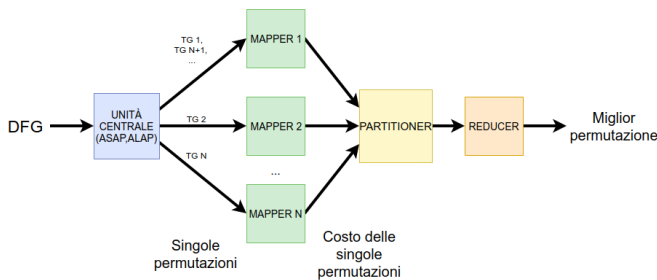 DFG
UNITÀ
CENTRALE
(ASAP,ALAP)
TG 1,
TG N+1,
...
TG 2
TG N
MAPPER 1
MAPPER 2
...
MAPPER N
Singole
permutazioni
Costo delle
singole
permutazioni
PARTITIONER
REDUCER
Miglior
permutazione